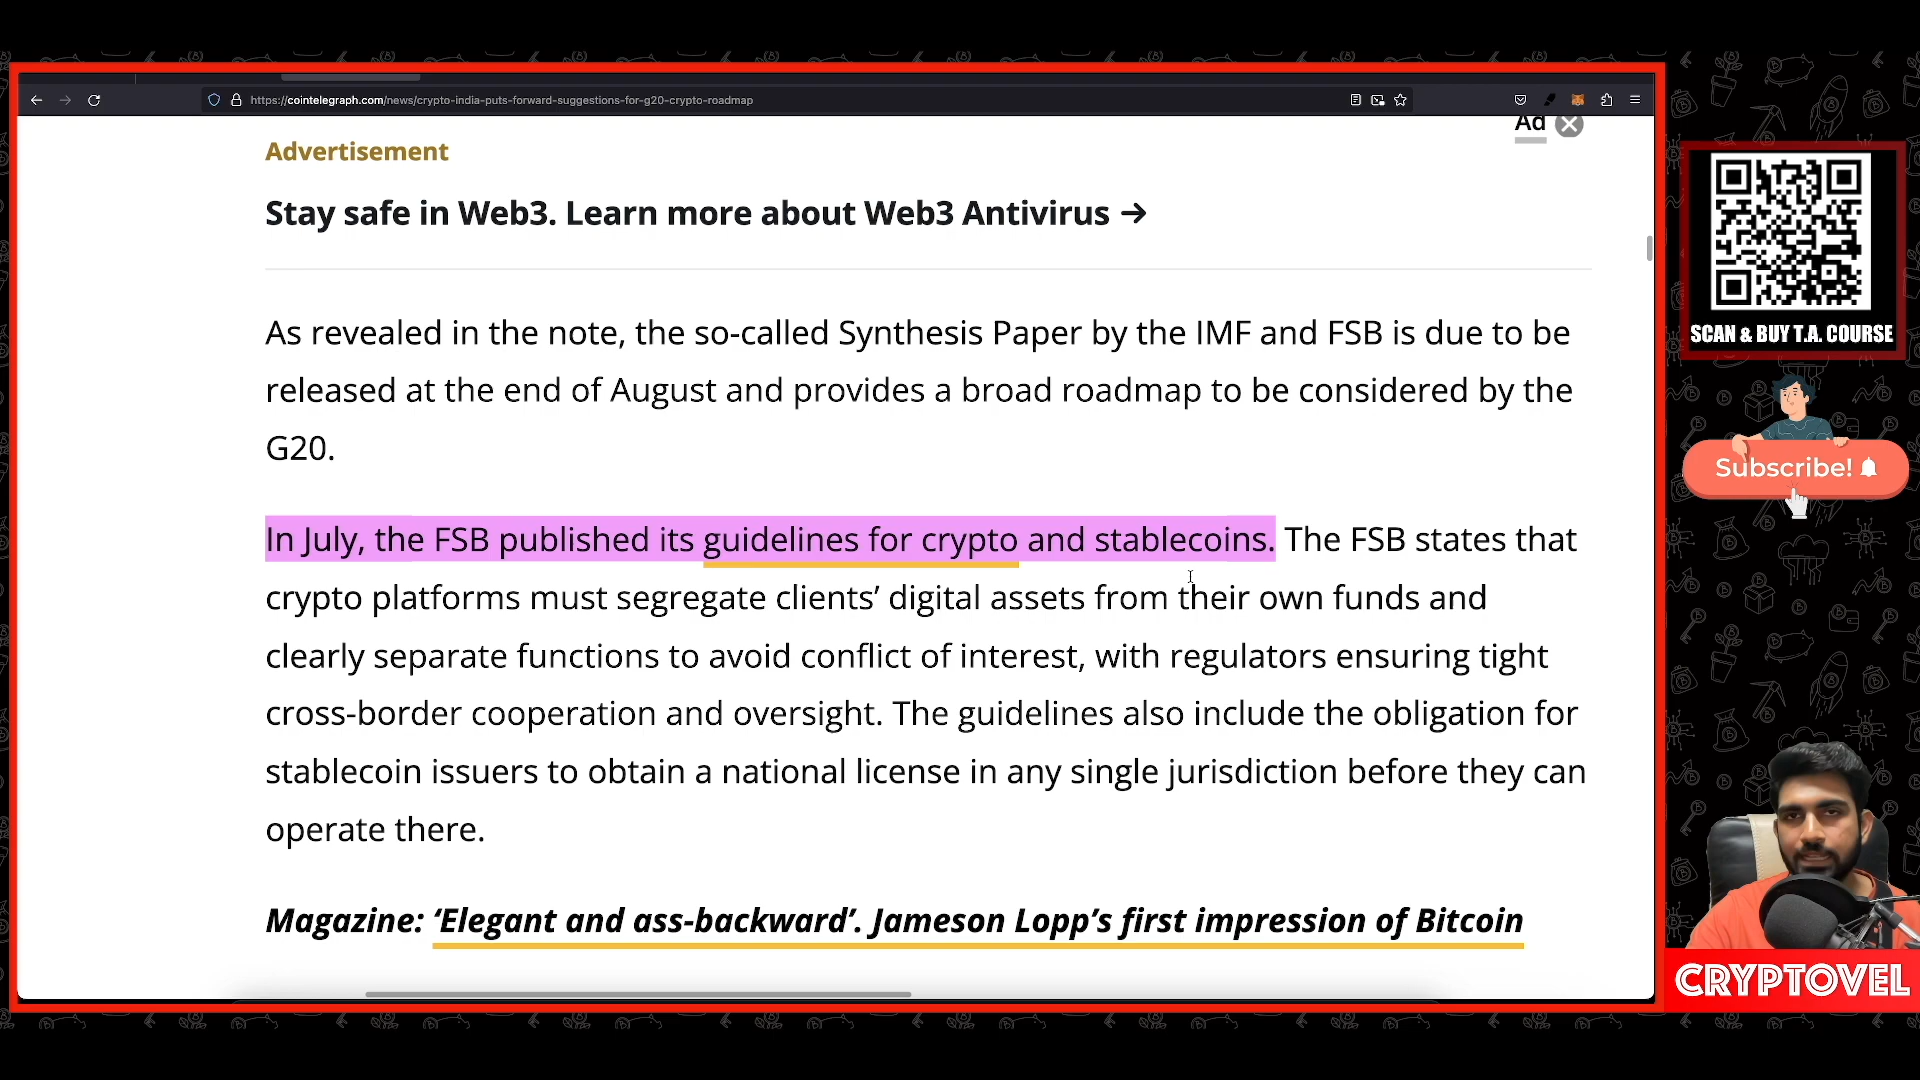 https://cointelegraph.com/news/crypto-india-puts-forward-suggestions-for-g20-crypto-roadmap
Ad
Advertisement
Stay safe in Web3. Learn more about Web3 Antivirus →
As revealed in the note, the so-called Synthesis Paper by the IMF and FSB is due to be
released at the end of August and provides a broad roadmap to be considered by the
G20.
In July, the FSB published its guidelines for crypto and stablecoins. The FSB states that
crypto platforms must segregate clients’ digital assets from their own funds and
clearly separate functions to avoid conflict of interest, with regulators ensuring tight
cross-border cooperation and oversight. The guidelines also include the obligation for
stablecoin issuers to obtain a national license in any single jurisdiction before they can
operate there.
Magazine: ‘Elegant and ass-backward’. Jameson Lopp’s first impression of Bitcoin
SCAN & BUY T.A. COURSE
Subscribe!
CRYPTOVEL